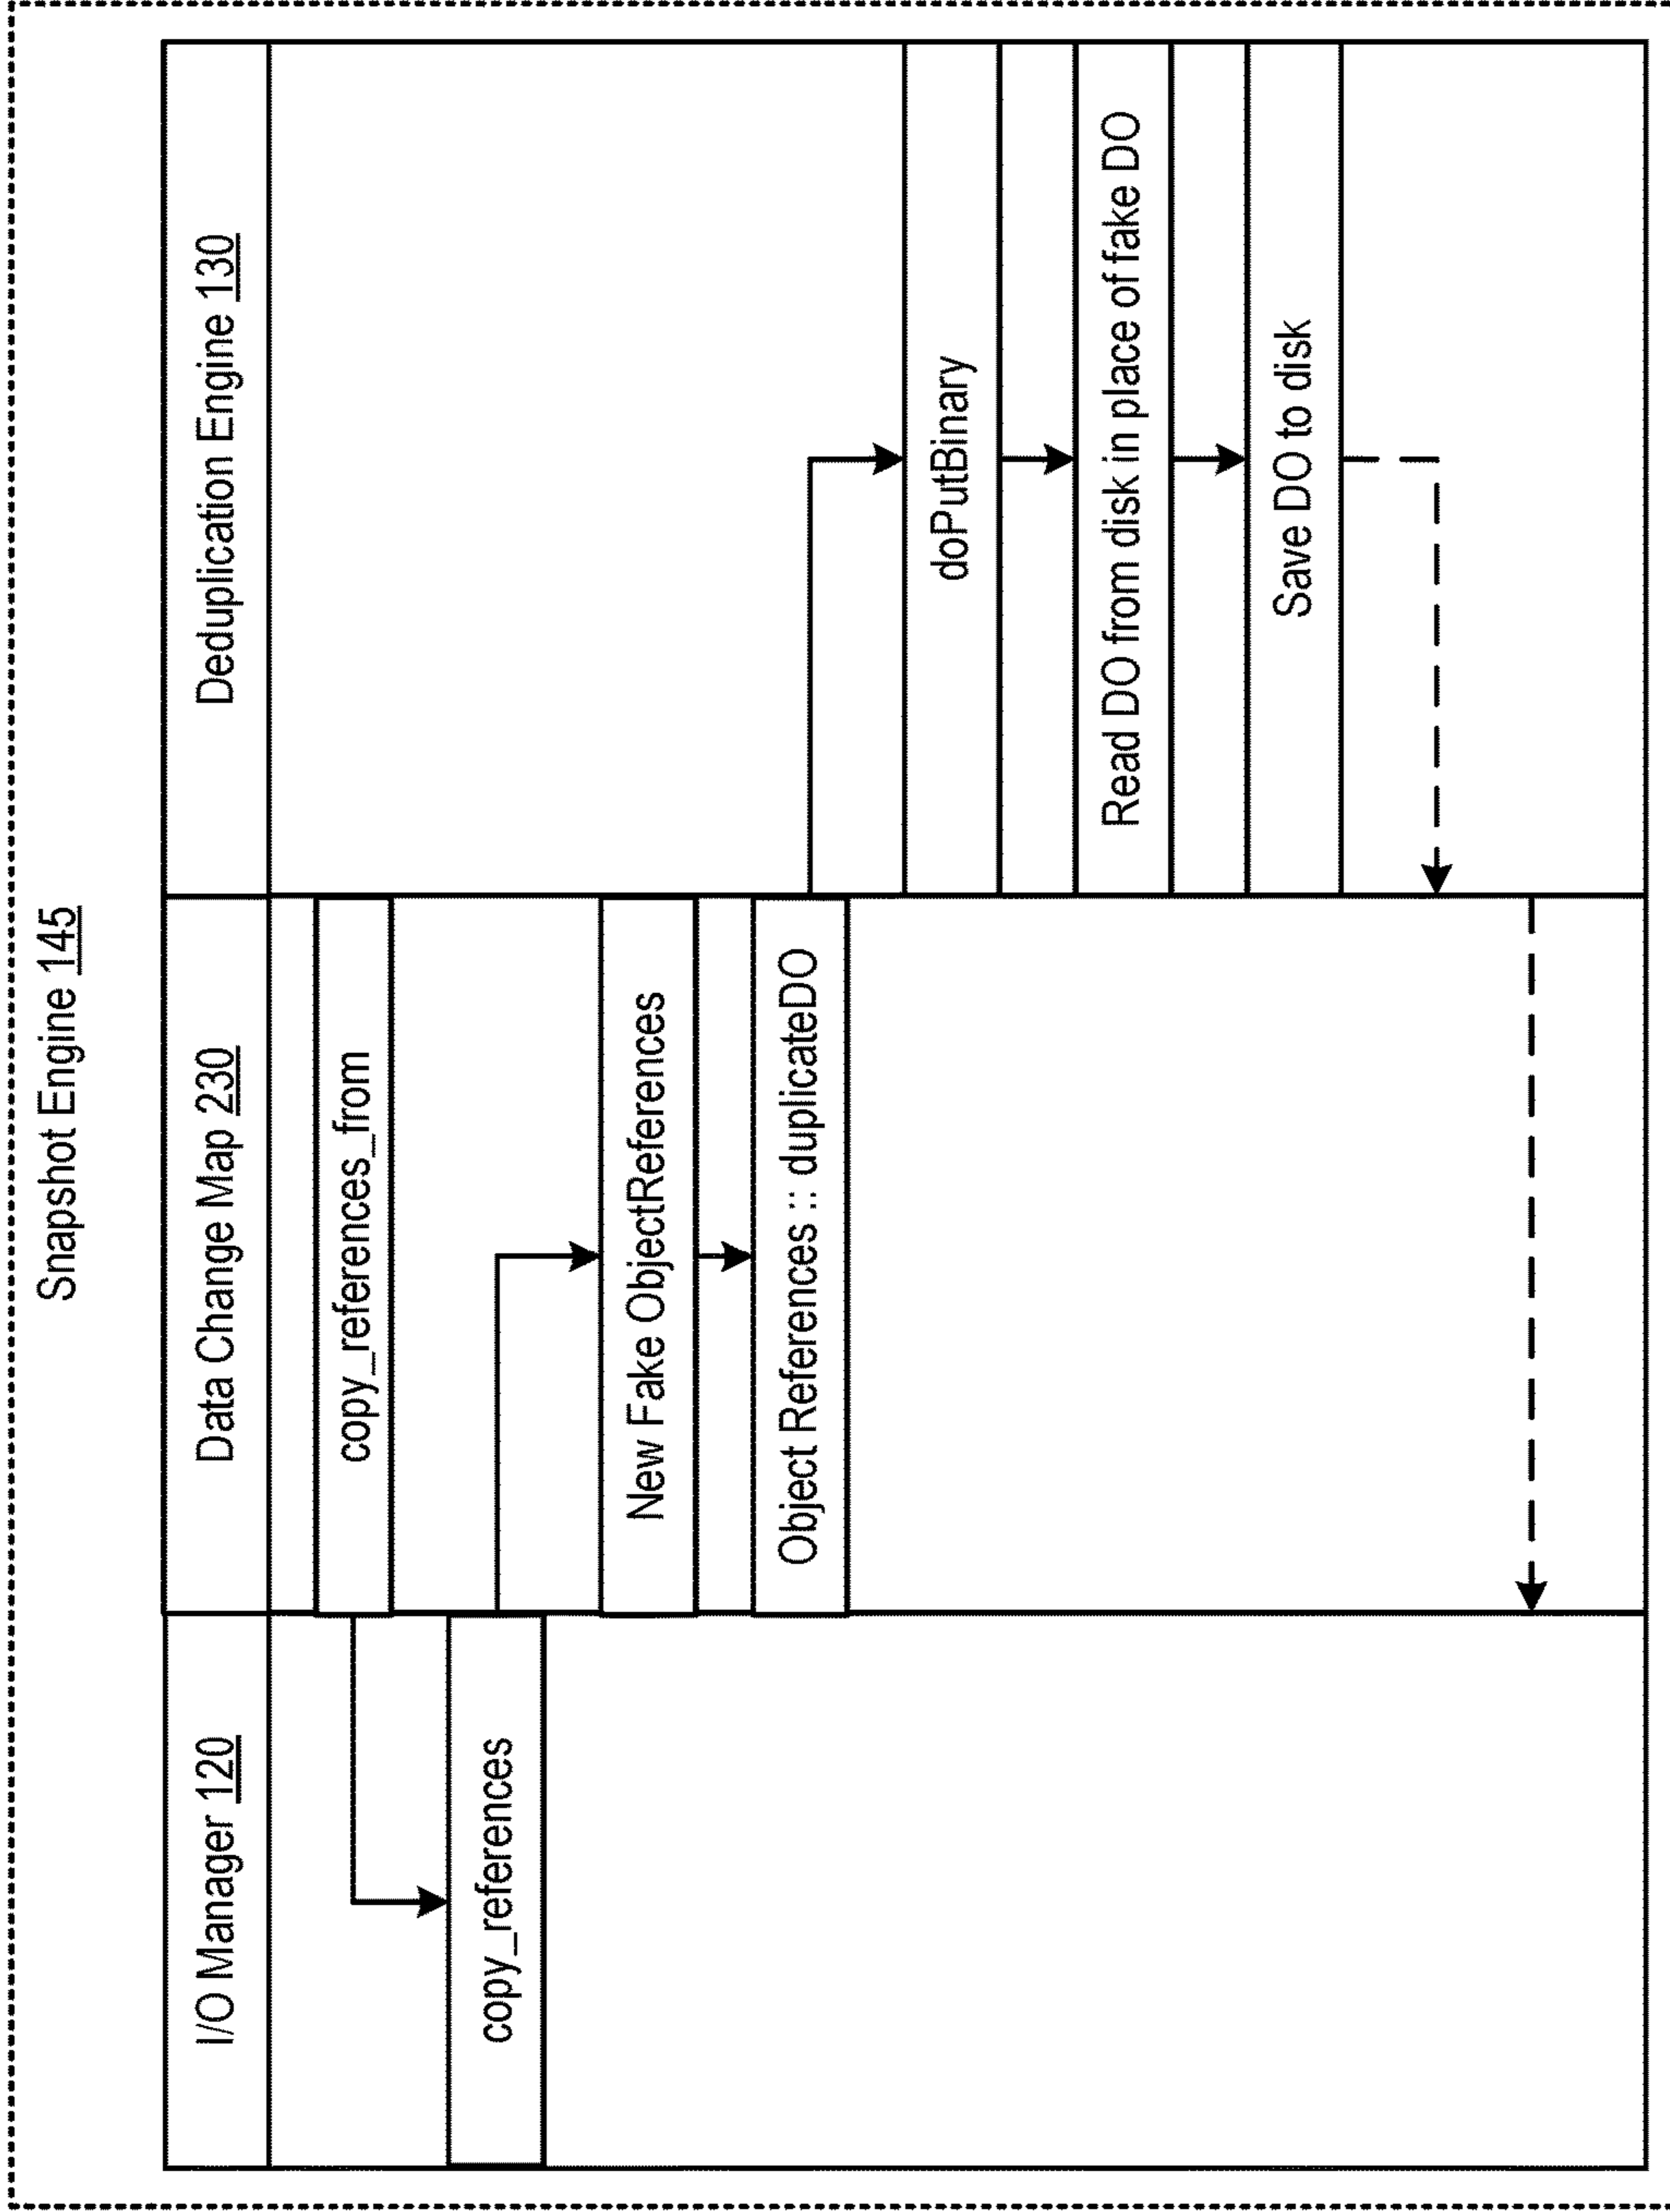 Snapshot Engine 145
I/O Manager 120
Data Change Map 230
Deduplication Engine 130
copy_references_from
copy_references
New Fake ObjectReferences
Object References :: duplicateDO
doPutBinary
Read DO from disk in place of fake DO
Save DO to disk